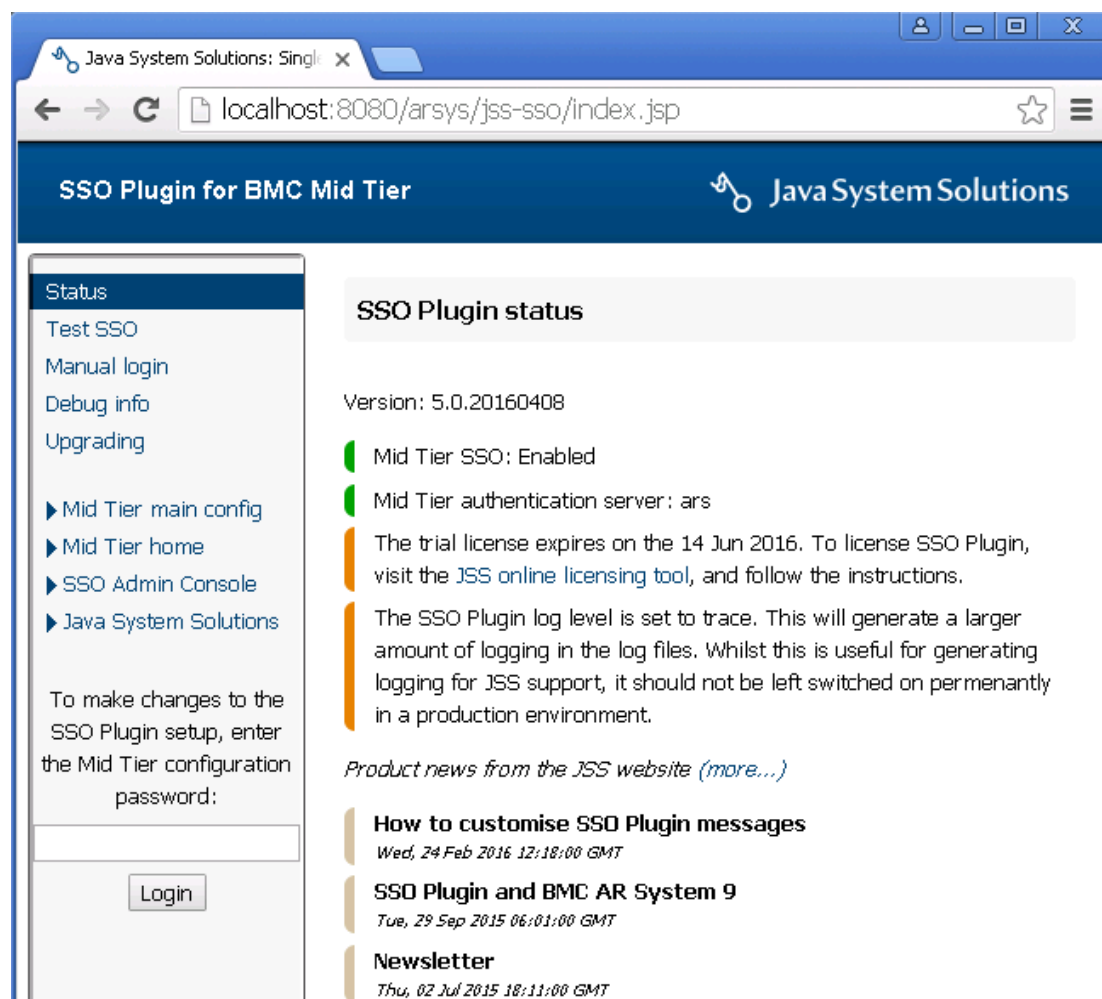 Java System Solutions: Singl
localhost:8080/arsys/jss-sso/index.jsp
SSO Plugin for BMC Mid Tier
Java System Solutions
Status
Test SSO
Manual login
Debug info
Upgrading
Mid Tier main config
Mid Tier home
SSO Admin Console
Java System Solutions
To make changes to the
SSO Plugin setup, enter
the Mid Tier configuration
password:
Login
SSO Plugin status
Version: 5.0.20160408
Mid Tier SSO: Enabled
Mid Tier authentication server: ars
The trial license expires on the 14 Jun 2016. To license SSO Plugin,
visit the JSS online licensing tool, and follow the instructions.
The SSO Plugin log level is set to trace. This will generate a larger
amount of logging in the log files. Whilst this is useful for generating
logging for JSS support, it should not be left switched on permenantly
in a production environment.
Product news from the JSS website (more...)
How to customise SSO Plugin messages
Wed, 24 Feb 2016 12:18:00 GMT
SSO Plugin and BMC AR System 9
Tue, 29 Sep 2015 06:01:00 GMT
Newsletter
Thu, 02 Jul 2015 18:11:00 GMT